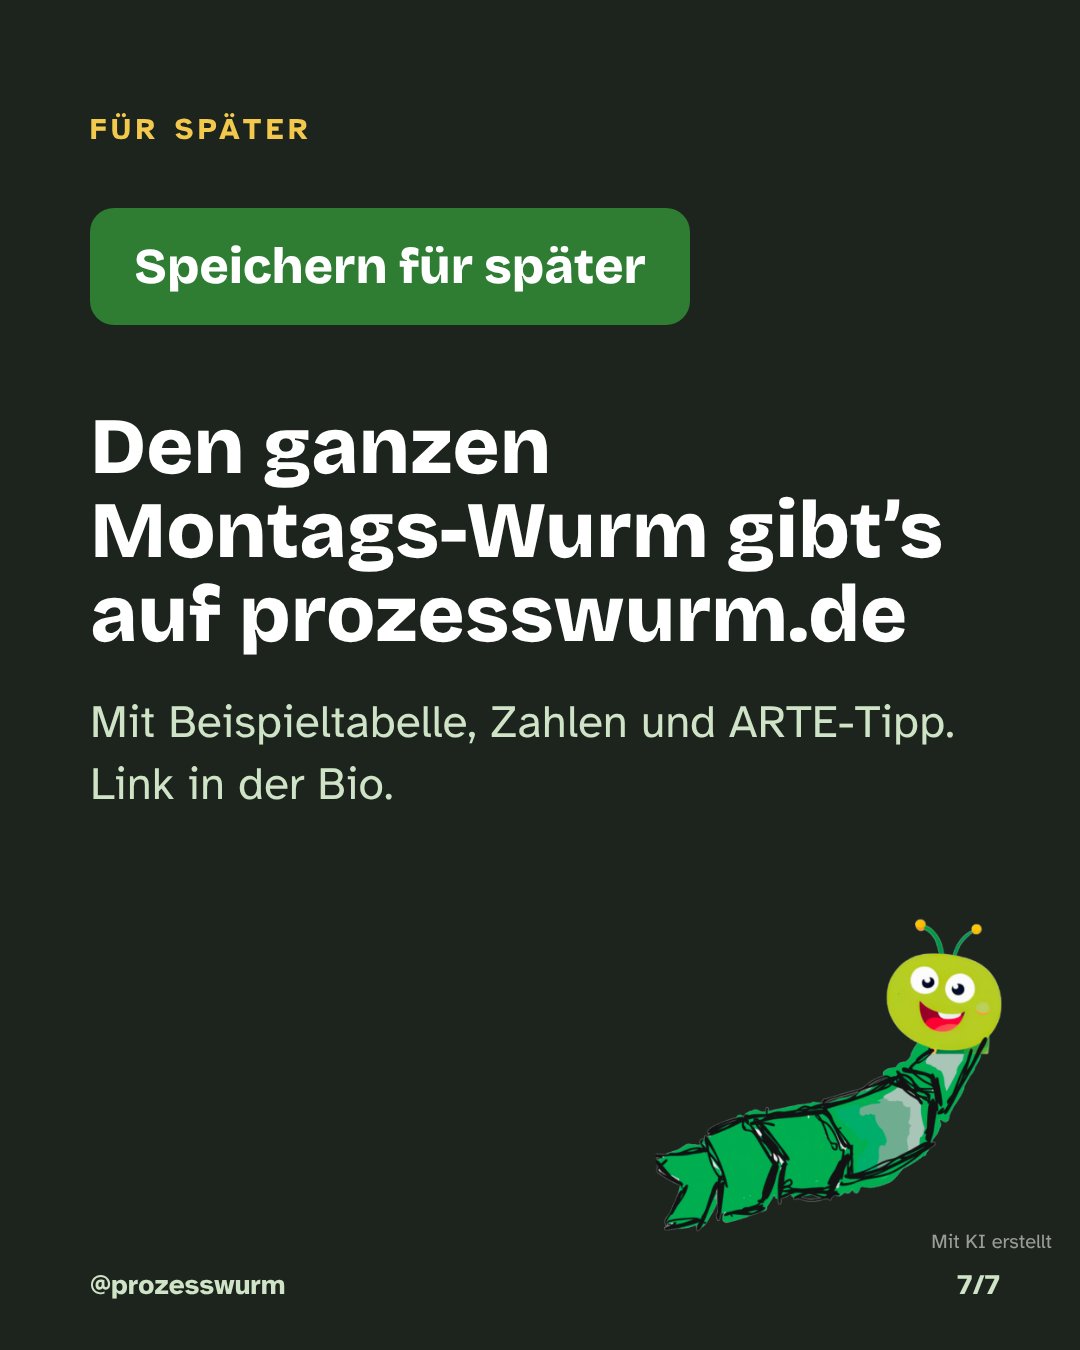 FÜR SPÄTER
Speichern für später
Den ganzen
Montags-Wurm gibt’s
auf prozesswurm.de
Mit Beispieltabelle, Zahlen und ARTE-Tipp.
Link in der Bio.
Mit KI erstellt
@prozesswurm
7/7